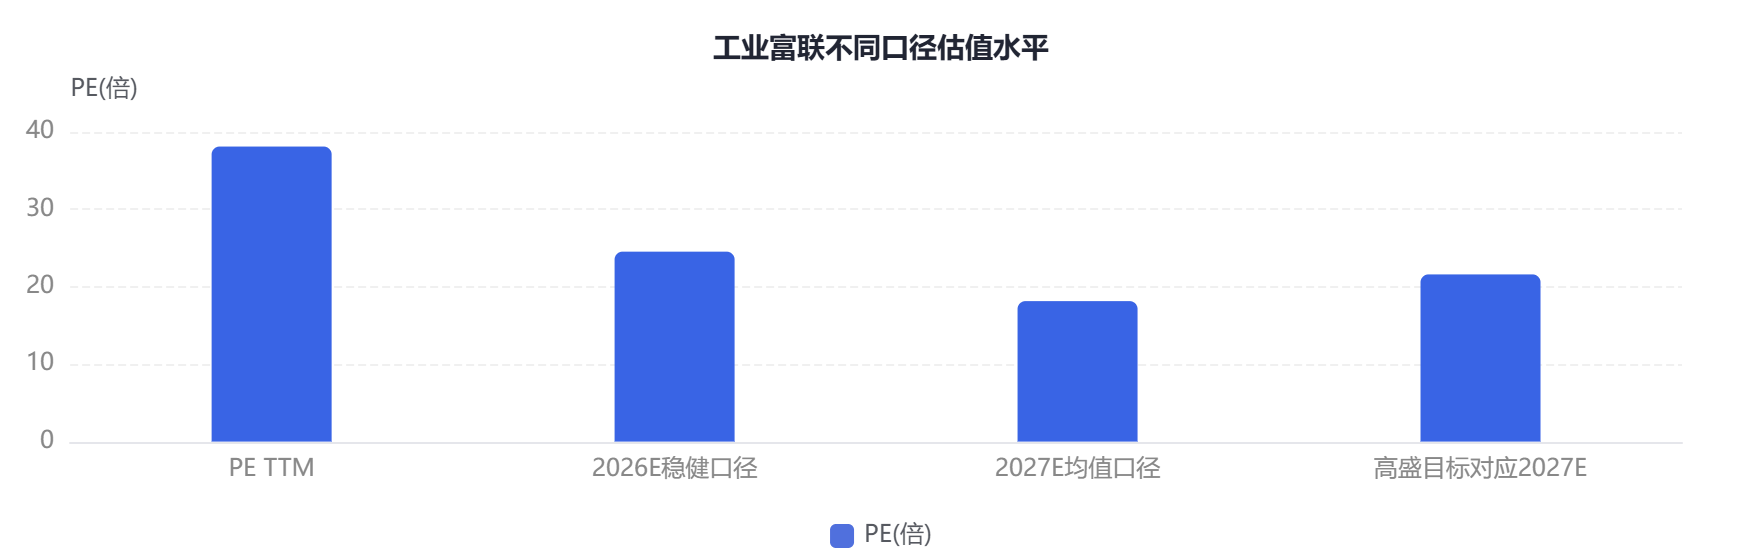 工业富联不同口径估值水平
PE(倍)
40
30
20
10
0
PE TTM
2026E稳健口径
2027E均值口径
高盛目标对应2027E
PE(倍)